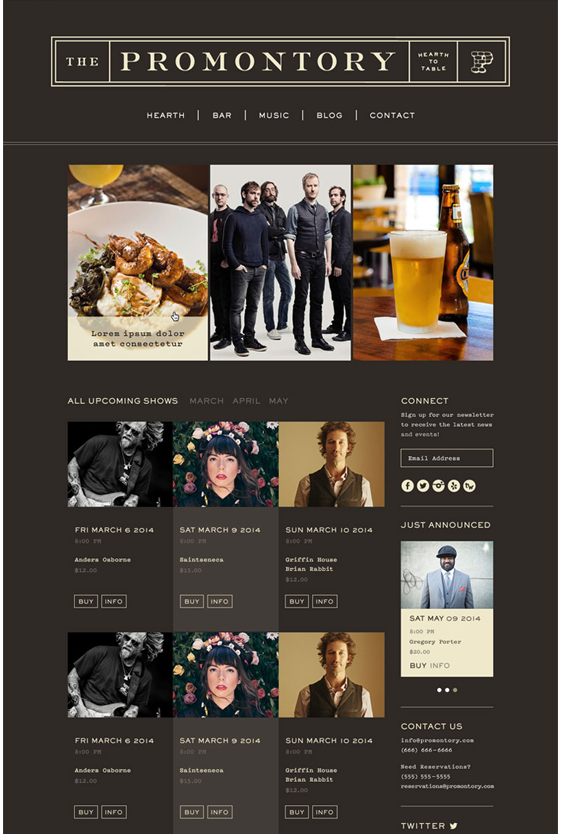 THE
PROMONTORY
HEARTH
TO
TABLE
P
HEARTH | BAR | MUSIC | BLOG | CONTACT
Lorem ipsum dolor
amet consectetur
ALL UPCOMING SHOWS MARCH APRIL MAY
FRI MARCH 6 2014
8:00 PM
Anders Osborne
$12.00
BUY INFO
SAT MARCH 9 2014
8:00 PM
Saintseneca
$15.00
BUY INFO
SUN MARCH 10 2014
8:00 PM
Griffin House
Brian Rabbit
$12.00
BUY INFO
FRI MARCH 6 2014
8:00 PM
Anders Osborne
$12.00
BUY INFO
SAT MARCH 9 2014
8:00 PM
Saintseneca
$15.00
BUY INFO
SUN MARCH 10 2014
8:00 PM
Griffin House
Brian Rabbit
$12.00
BUY INFO
CONNECT
Sign up for our newsletter
to receive the latest news
and events!
Email Address
JUST ANNOUNCED
SAT MAY 09 2014
8:00 PM
Gregory Porter
$20.00
BUY INFO
CONTACT US
info@promontory.com
(666) 666-6666
Need Reservations?
(555) 555-5555
reservations@promontory.com
TWITTER